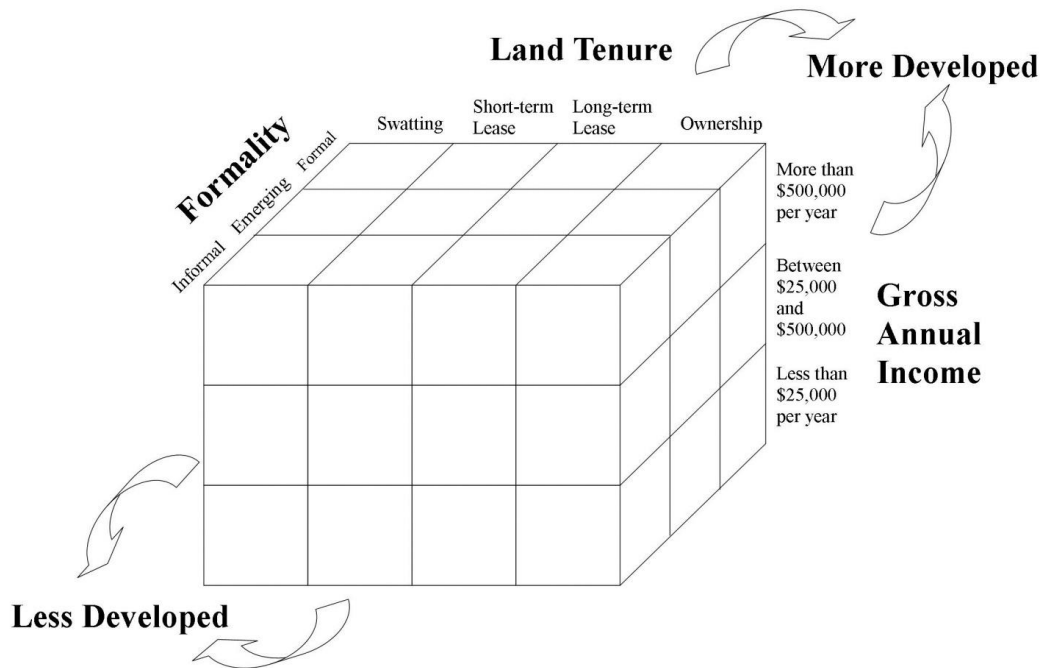 Land Tenure
More Developed
Formality
Swatting
Short-term
Lease
Long-term
Lease
Ownership
Formal
Emerging
Informal
More than
$500,000
per year
Between
$25,000
and
$500,000
Less than
$25,000
per year
Gross
Annual
Income
Less Developed